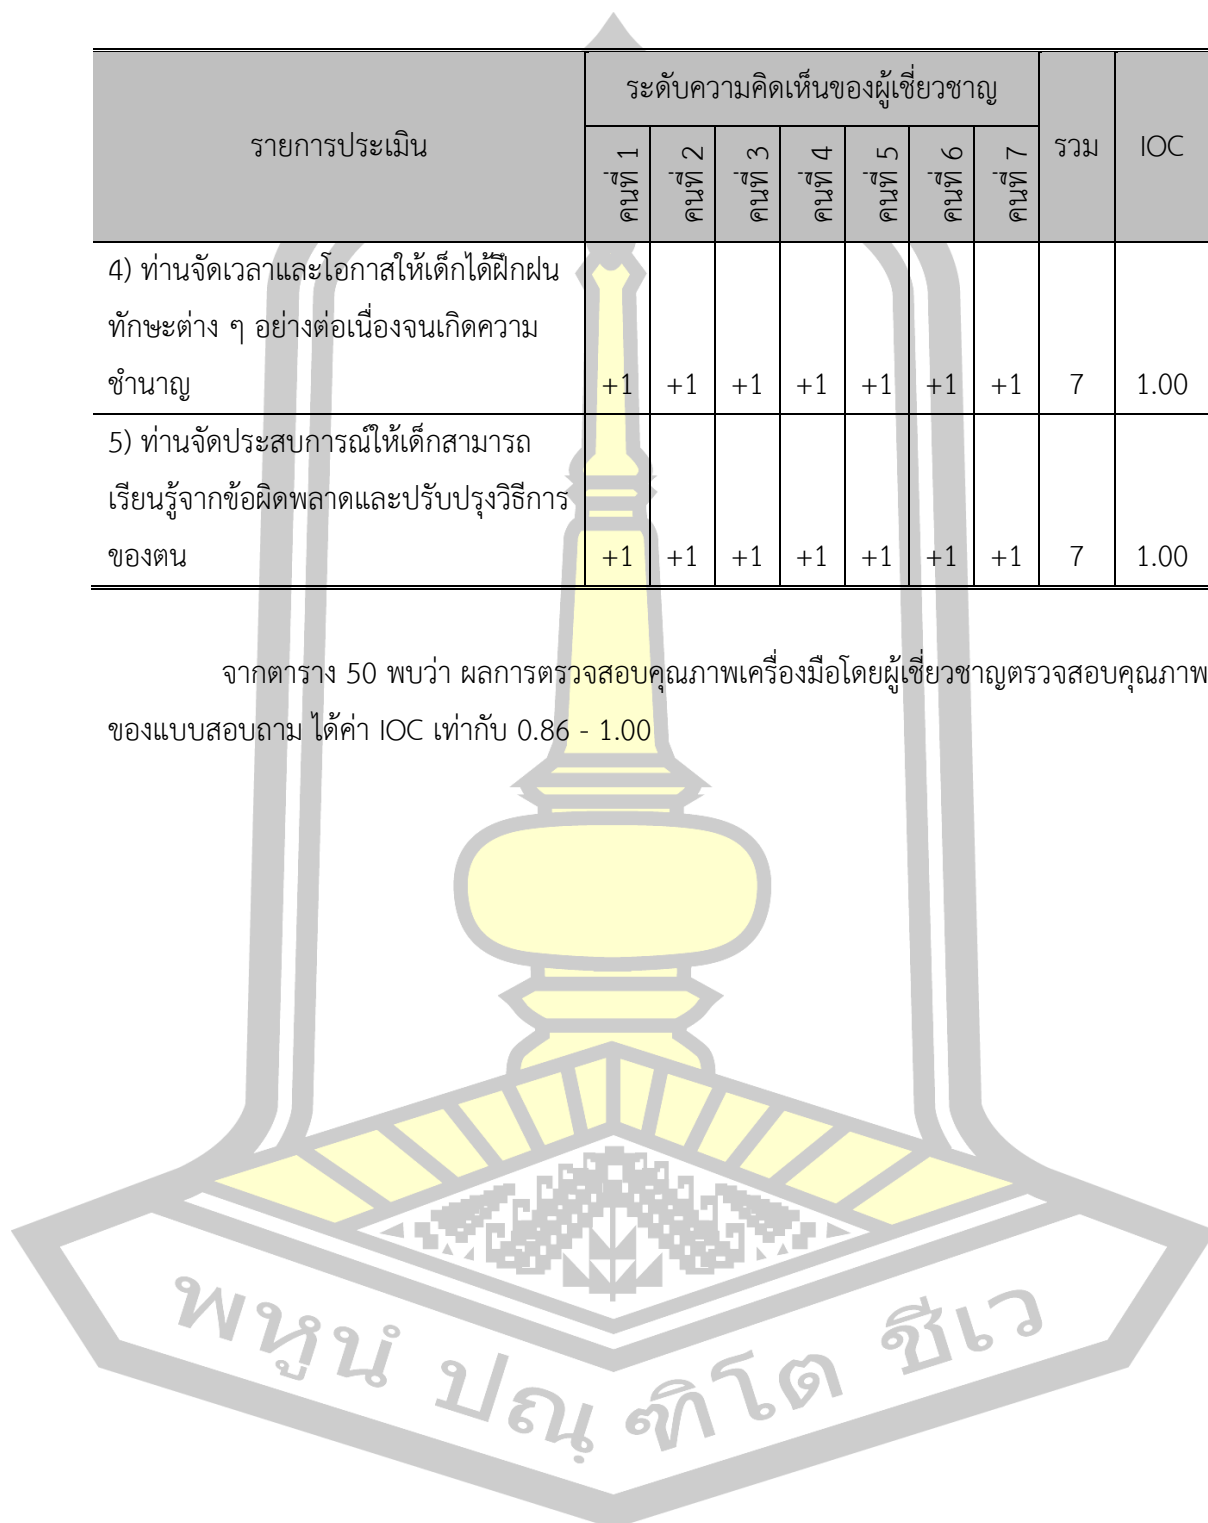 รายการประเมิน ระดับความคิดเห็นของผู้เชี่ยวชาญ รวม IOC
คนที่ 1 คนที่ 2 คนที่ 3 คนที่ 4 คนที่ 5 คนที่ 6 คนที่ 7
4) ท่านจัดเวลาและโอกาสให้เด็กได้ฝึกฝน
ทักษะต่าง ๆ อย่างต่อเนื่องจนเกิดความ
ชำนาญ +1 +1 +1 +1 +1 +1 +1 7 1.00
5) ท่านจัดประสบการณ์ให้เด็กสามารถ
เรียนรู้จากข้อผิดพลาดและปรับปรุงวิธีการ
ของตน +1 +1 +1 +1 +1 +1 +1 7 1.00
จากตาราง 50 พบว่า ผลการตรวจสอบคุณภาพเครื่องมือโดยผู้เชี่ยวชาญตรวจสอบคุณภาพ
ของแบบสอบถาม ได้ค่า IOC เท่ากับ 0.86 - 1.00
พหูนํ ปณฺฑิโต ชีเว